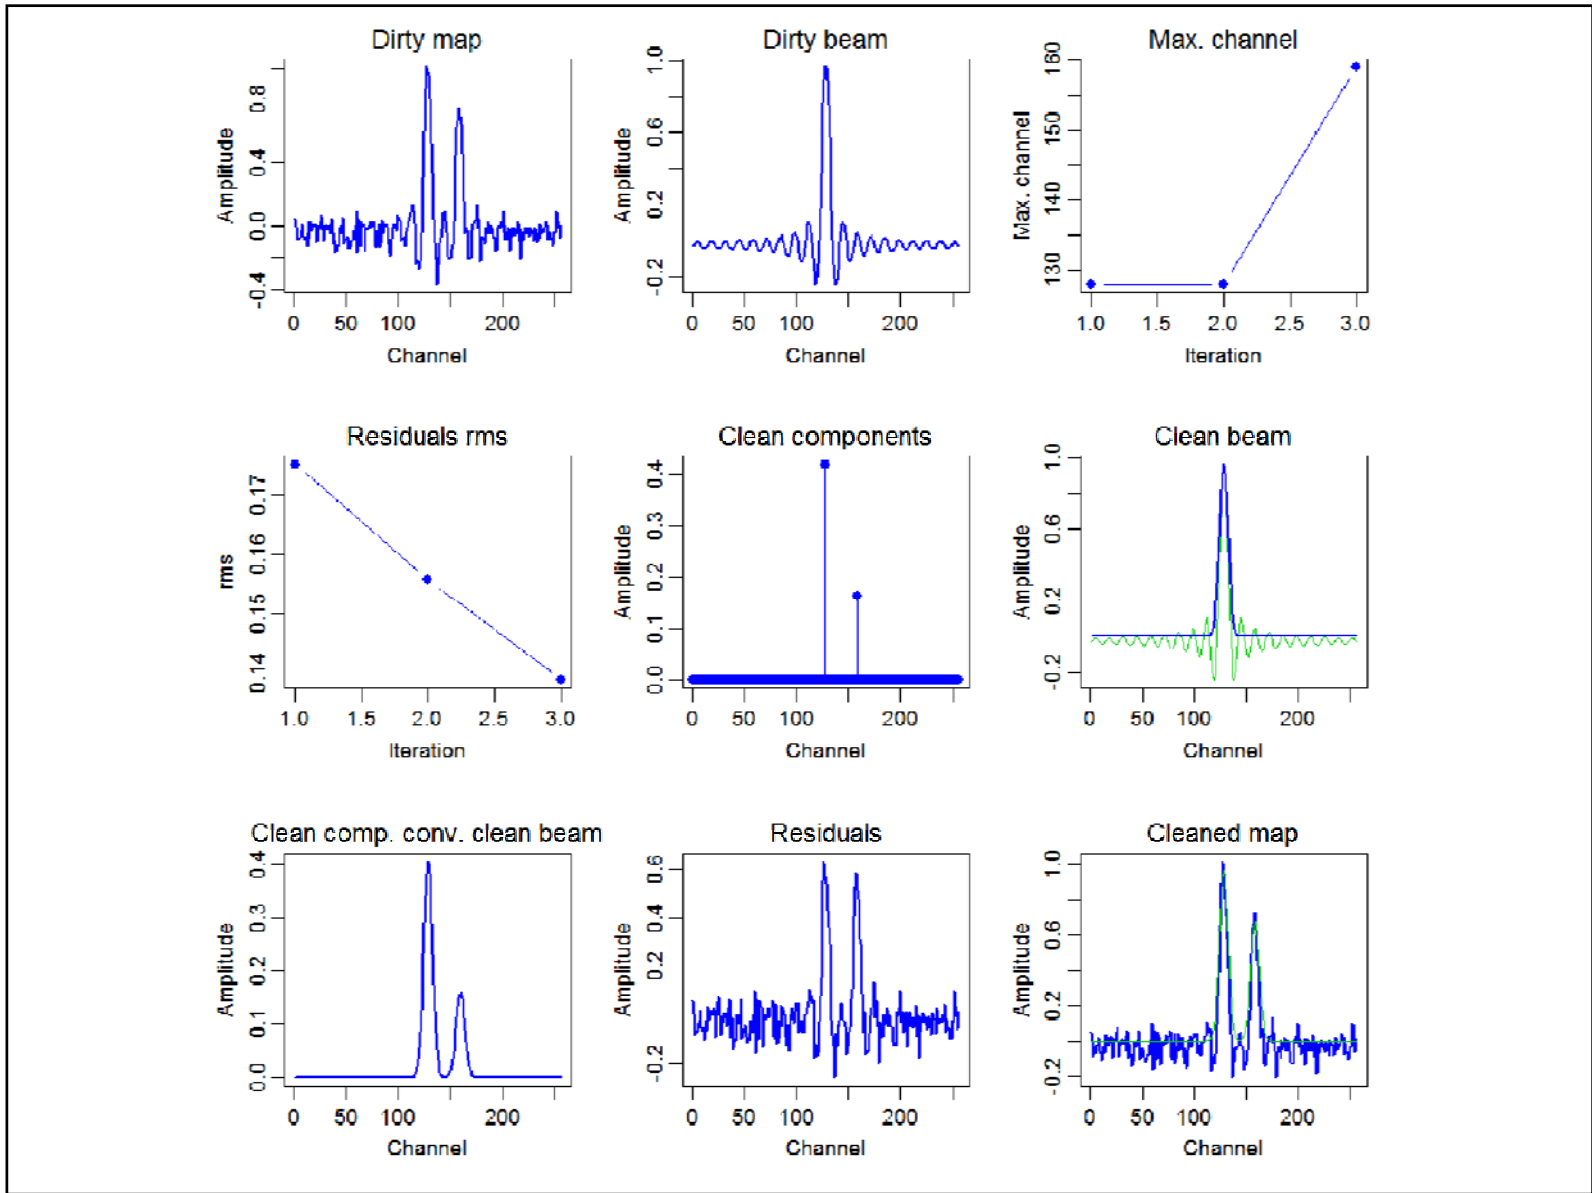 Dirty map
Amplitude
-0.4 0.0 0.4 0.8
0 50 100 200
Channel
Dirty beam
Amplitude
-0.2 0.2 0.6 1.0
0 50 100 200
Channel
Max. channel
Max. channel
130 140 150 160
1.0 1.5 2.0 2.5 3.0
Iteration
Residuals rms
rms
0.14 0.15 0.16 0.17
1.0 1.5 2.0 2.5 3.0
Iteration
Clean components
Amplitude
0.0 0.1 0.2 0.3 0.4
0 50 100 200
Channel
Clean beam
Amplitude
-0.2 0.2 0.6 1.0
0 50 100 200
Channel
Clean comp. conv. clean beam
Amplitude
0.0 0.1 0.2 0.3 0.4
0 50 100 200
Channel
Residuals
Amplitude
-0.2 0.2 0.4 0.6
0 50 100 200
Channel
Cleaned map
Amplitude
-0.2 0.2 0.6 1.0
0 50 100 200
Channel